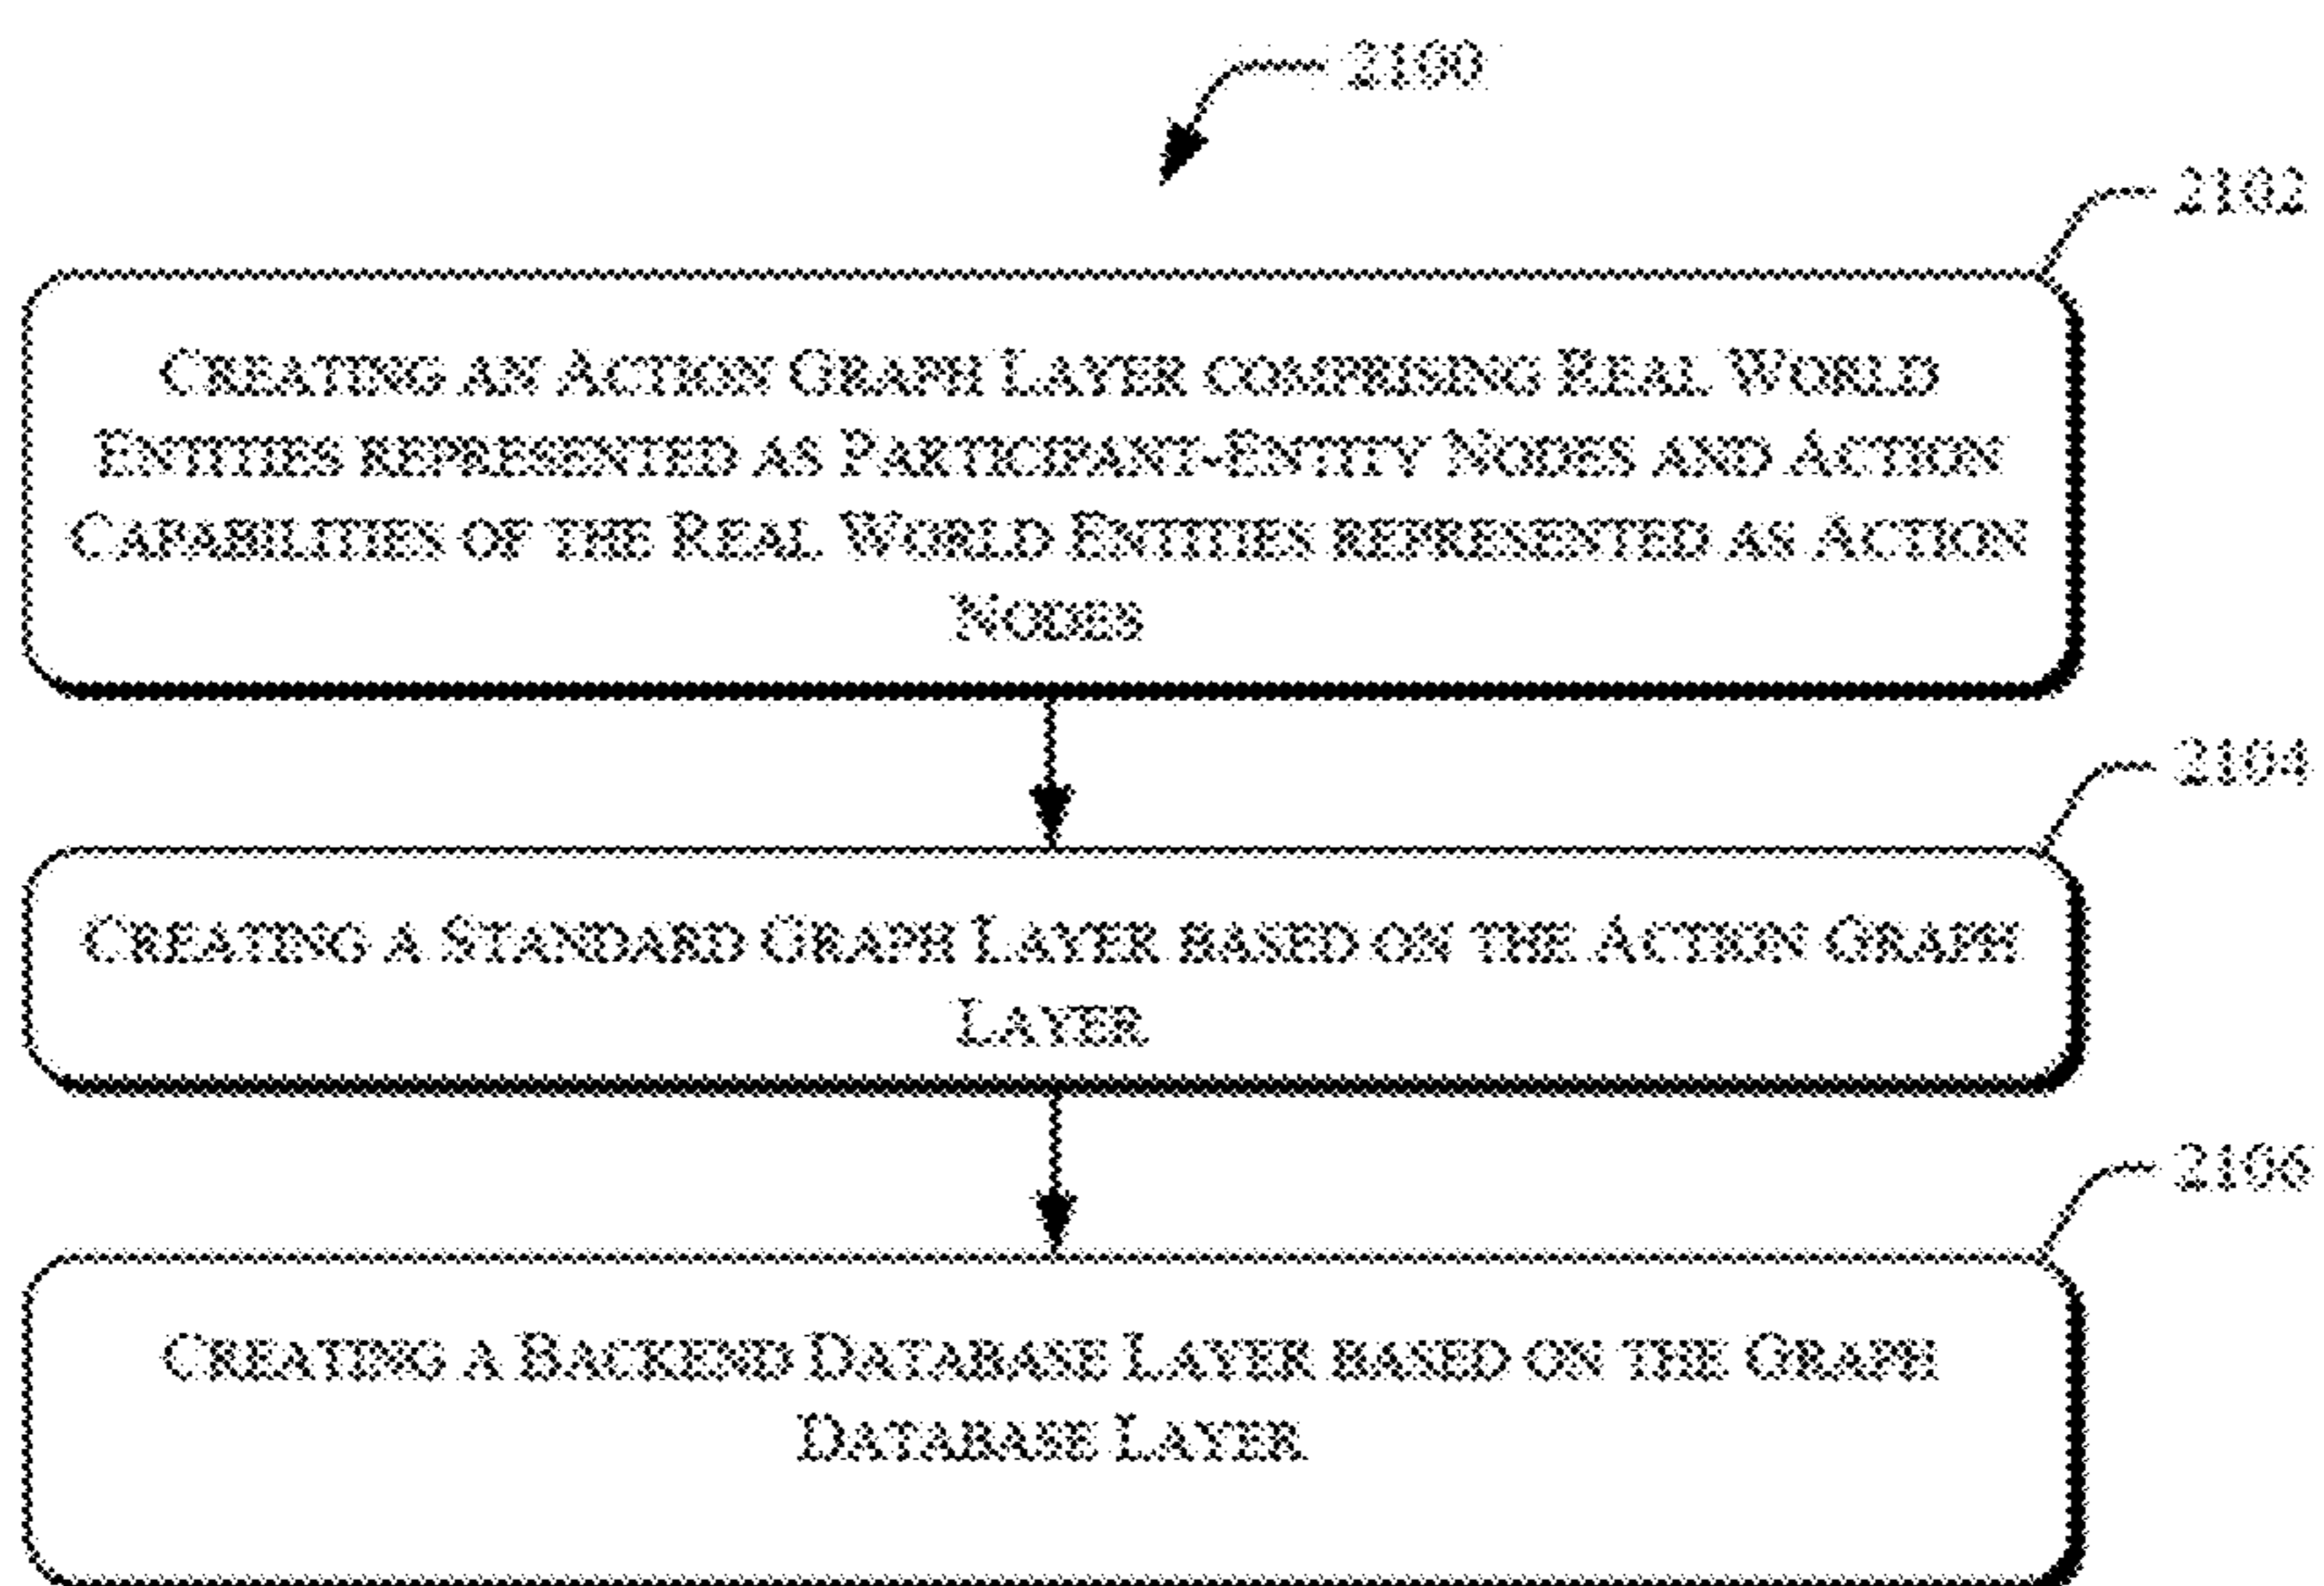 2100
2102
CREATING AN ACTION GRAPH LAYER COMPRISING REAL WORLD
ENTITIES REPRESENTED AS PARTICIPANT-ENTITY NODES AND ACTION
CAPABILITIES OF THE REAL WORLD ENTITIES REPRESENTED AS ACTION
NODES
2104
CREATING A STANDARD GRAPH LAYER BASED ON THE ACTION GRAPH
LAYER
2106
CREATING A BACKEND DATABASE LAYER BASED ON THE GRAPH
DATABASE LAYER